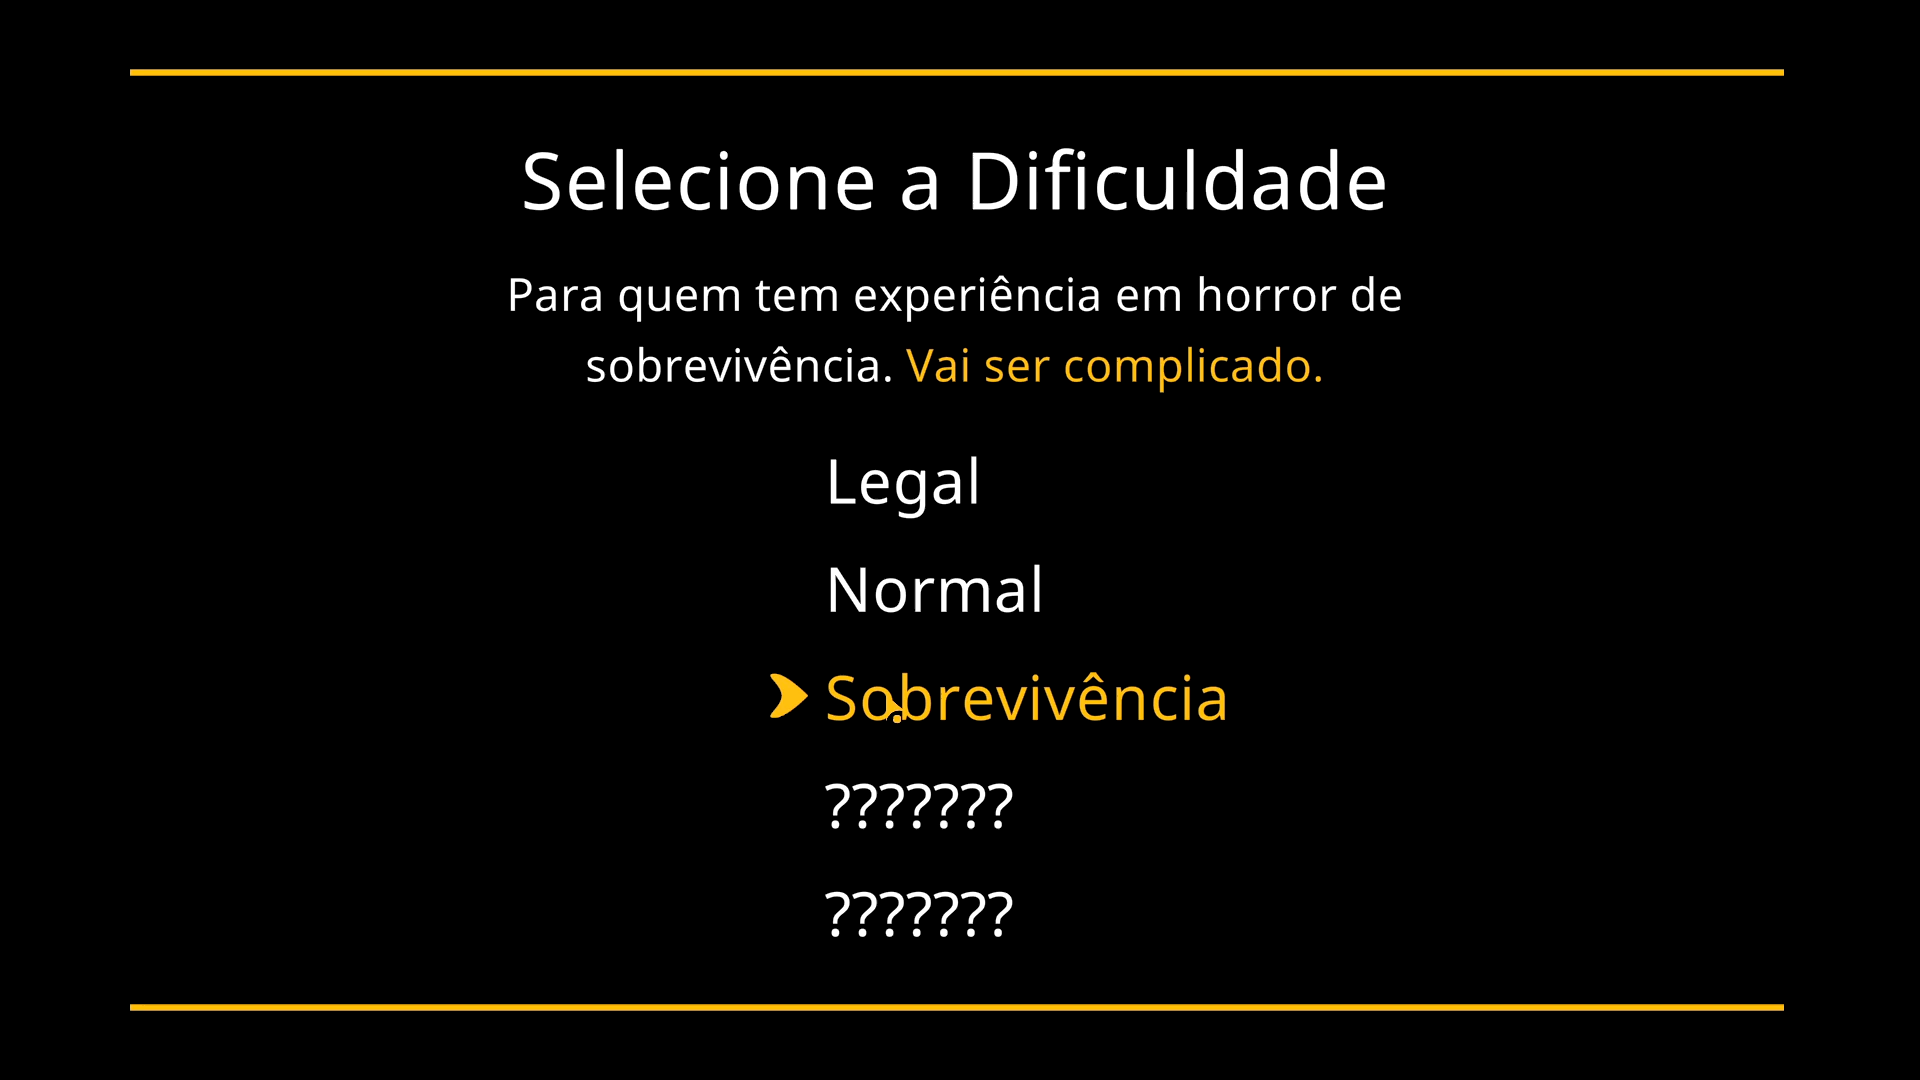 Selecione a Dificuldade
Para quem tem experiência em horror de
sobrevivência. Vai ser complicado.
Legal
Normal
Sobrevivência
???????
???????